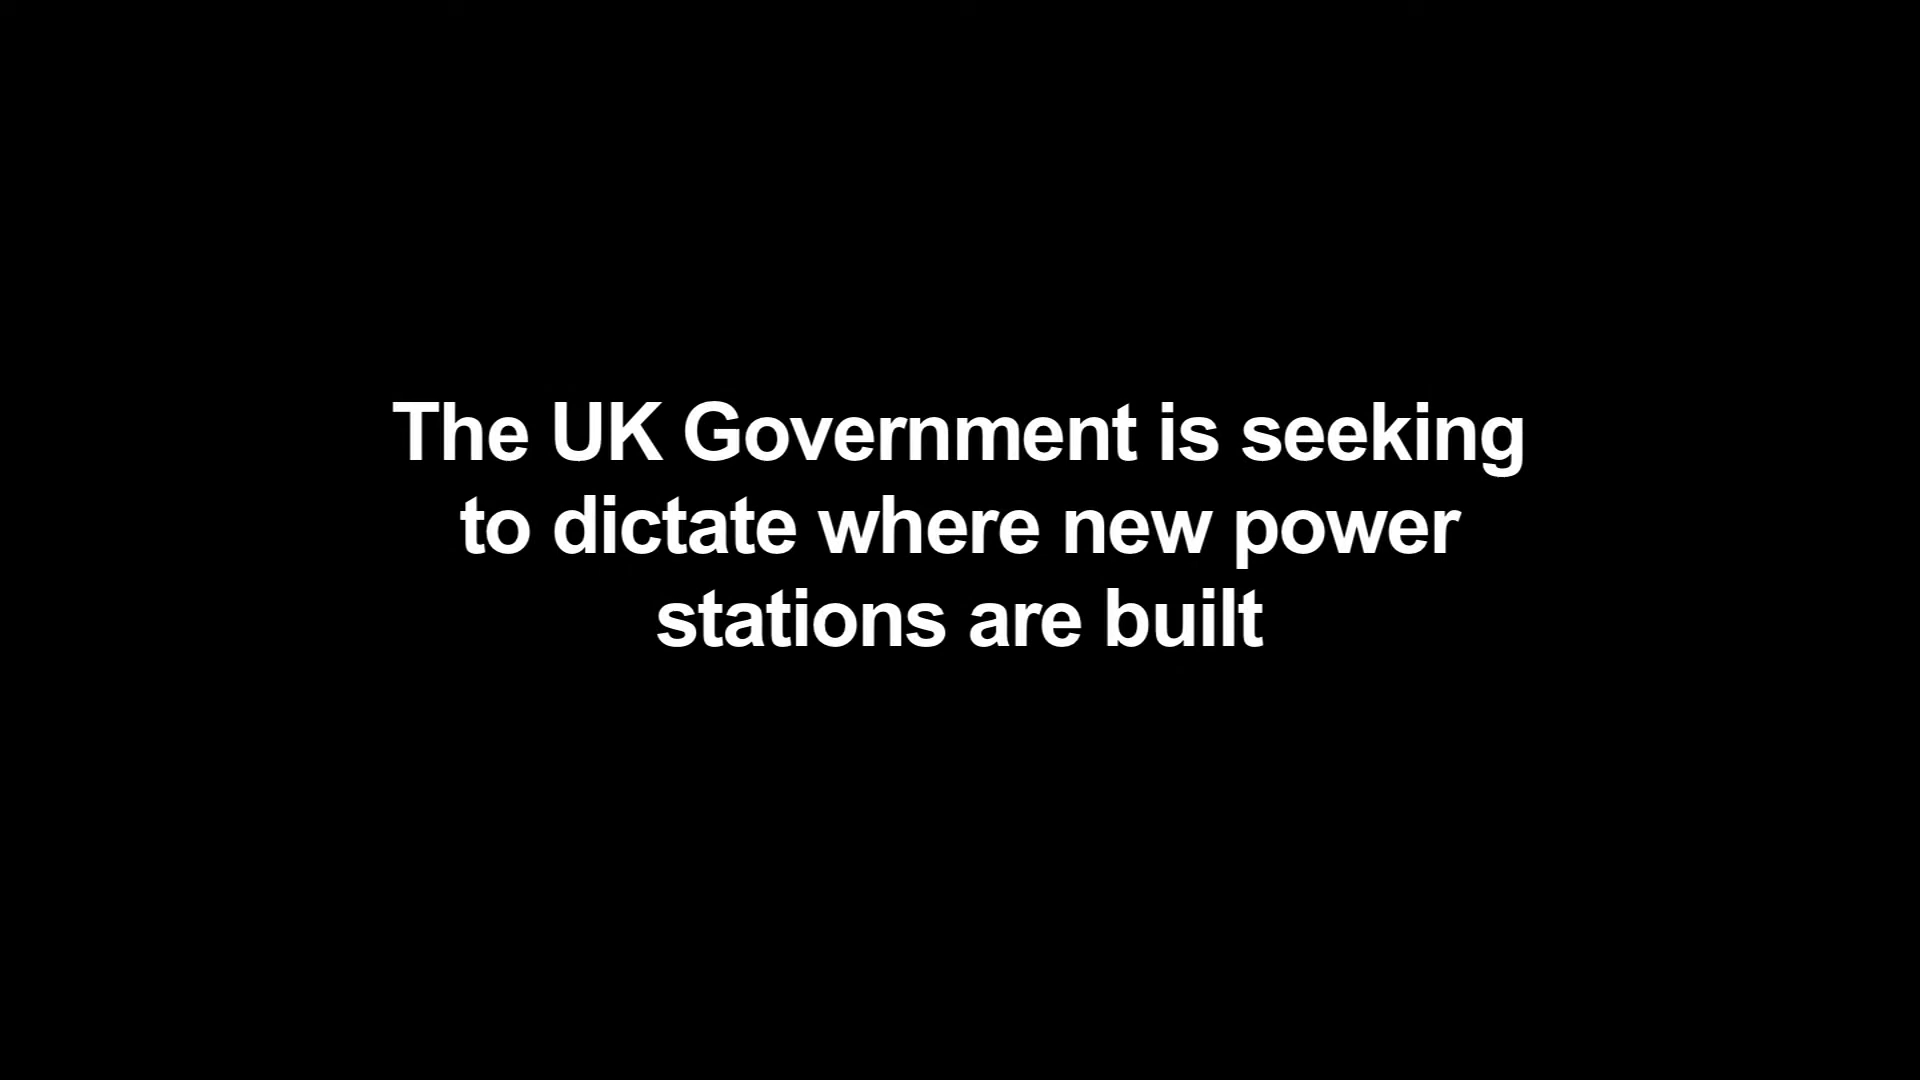 The UK Government is seeking
to dictate where new power
stations are built